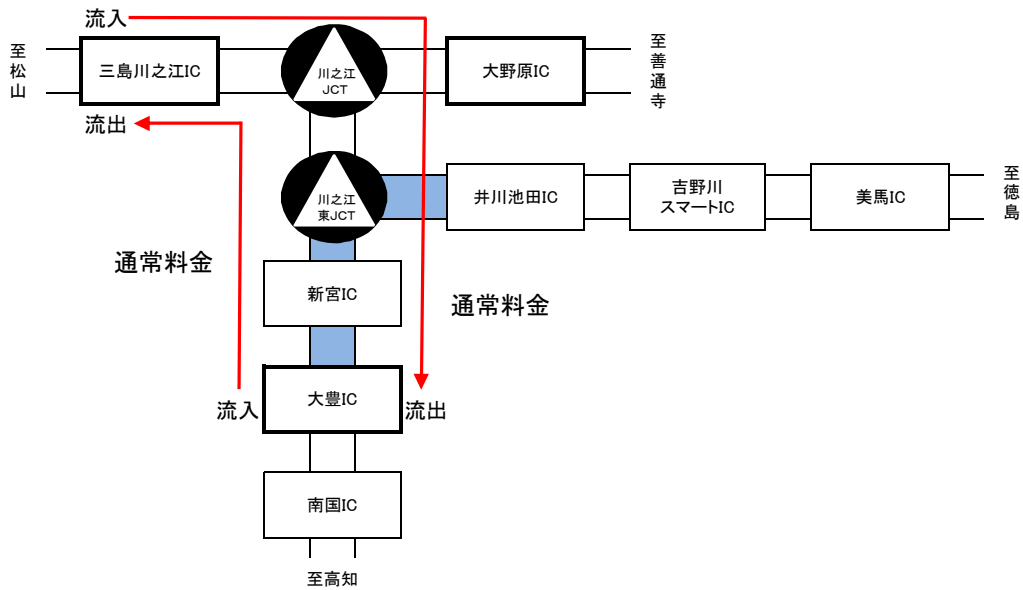 流入
至松山
三島川之江IC
川之江
JCT
大野原IC
至善通寺
流出
川之江
東JCT
井川池田IC
吉野川
スマートIC
美馬IC
至徳島
通常料金
新宮IC
通常料金
流入
大豊IC
流出
南国IC
至高知